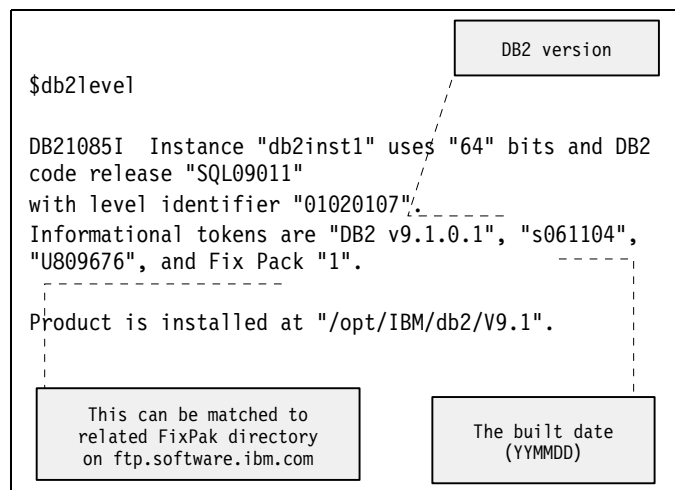 DB2 version
$db2level
DB21085I  Instance "db2inst1" uses "64" bits and DB2
code release "SQL09011"
with level identifier "01020107".
Informational tokens are "DB2 v9.1.0.1", "s061104",
"U809676", and Fix Pack "1".
Product is installed at "/opt/IBM/db2/V9.1".
This can be matched to
related FixPak directory
on ftp.software.ibm.com
The built date
(YYMMDD)